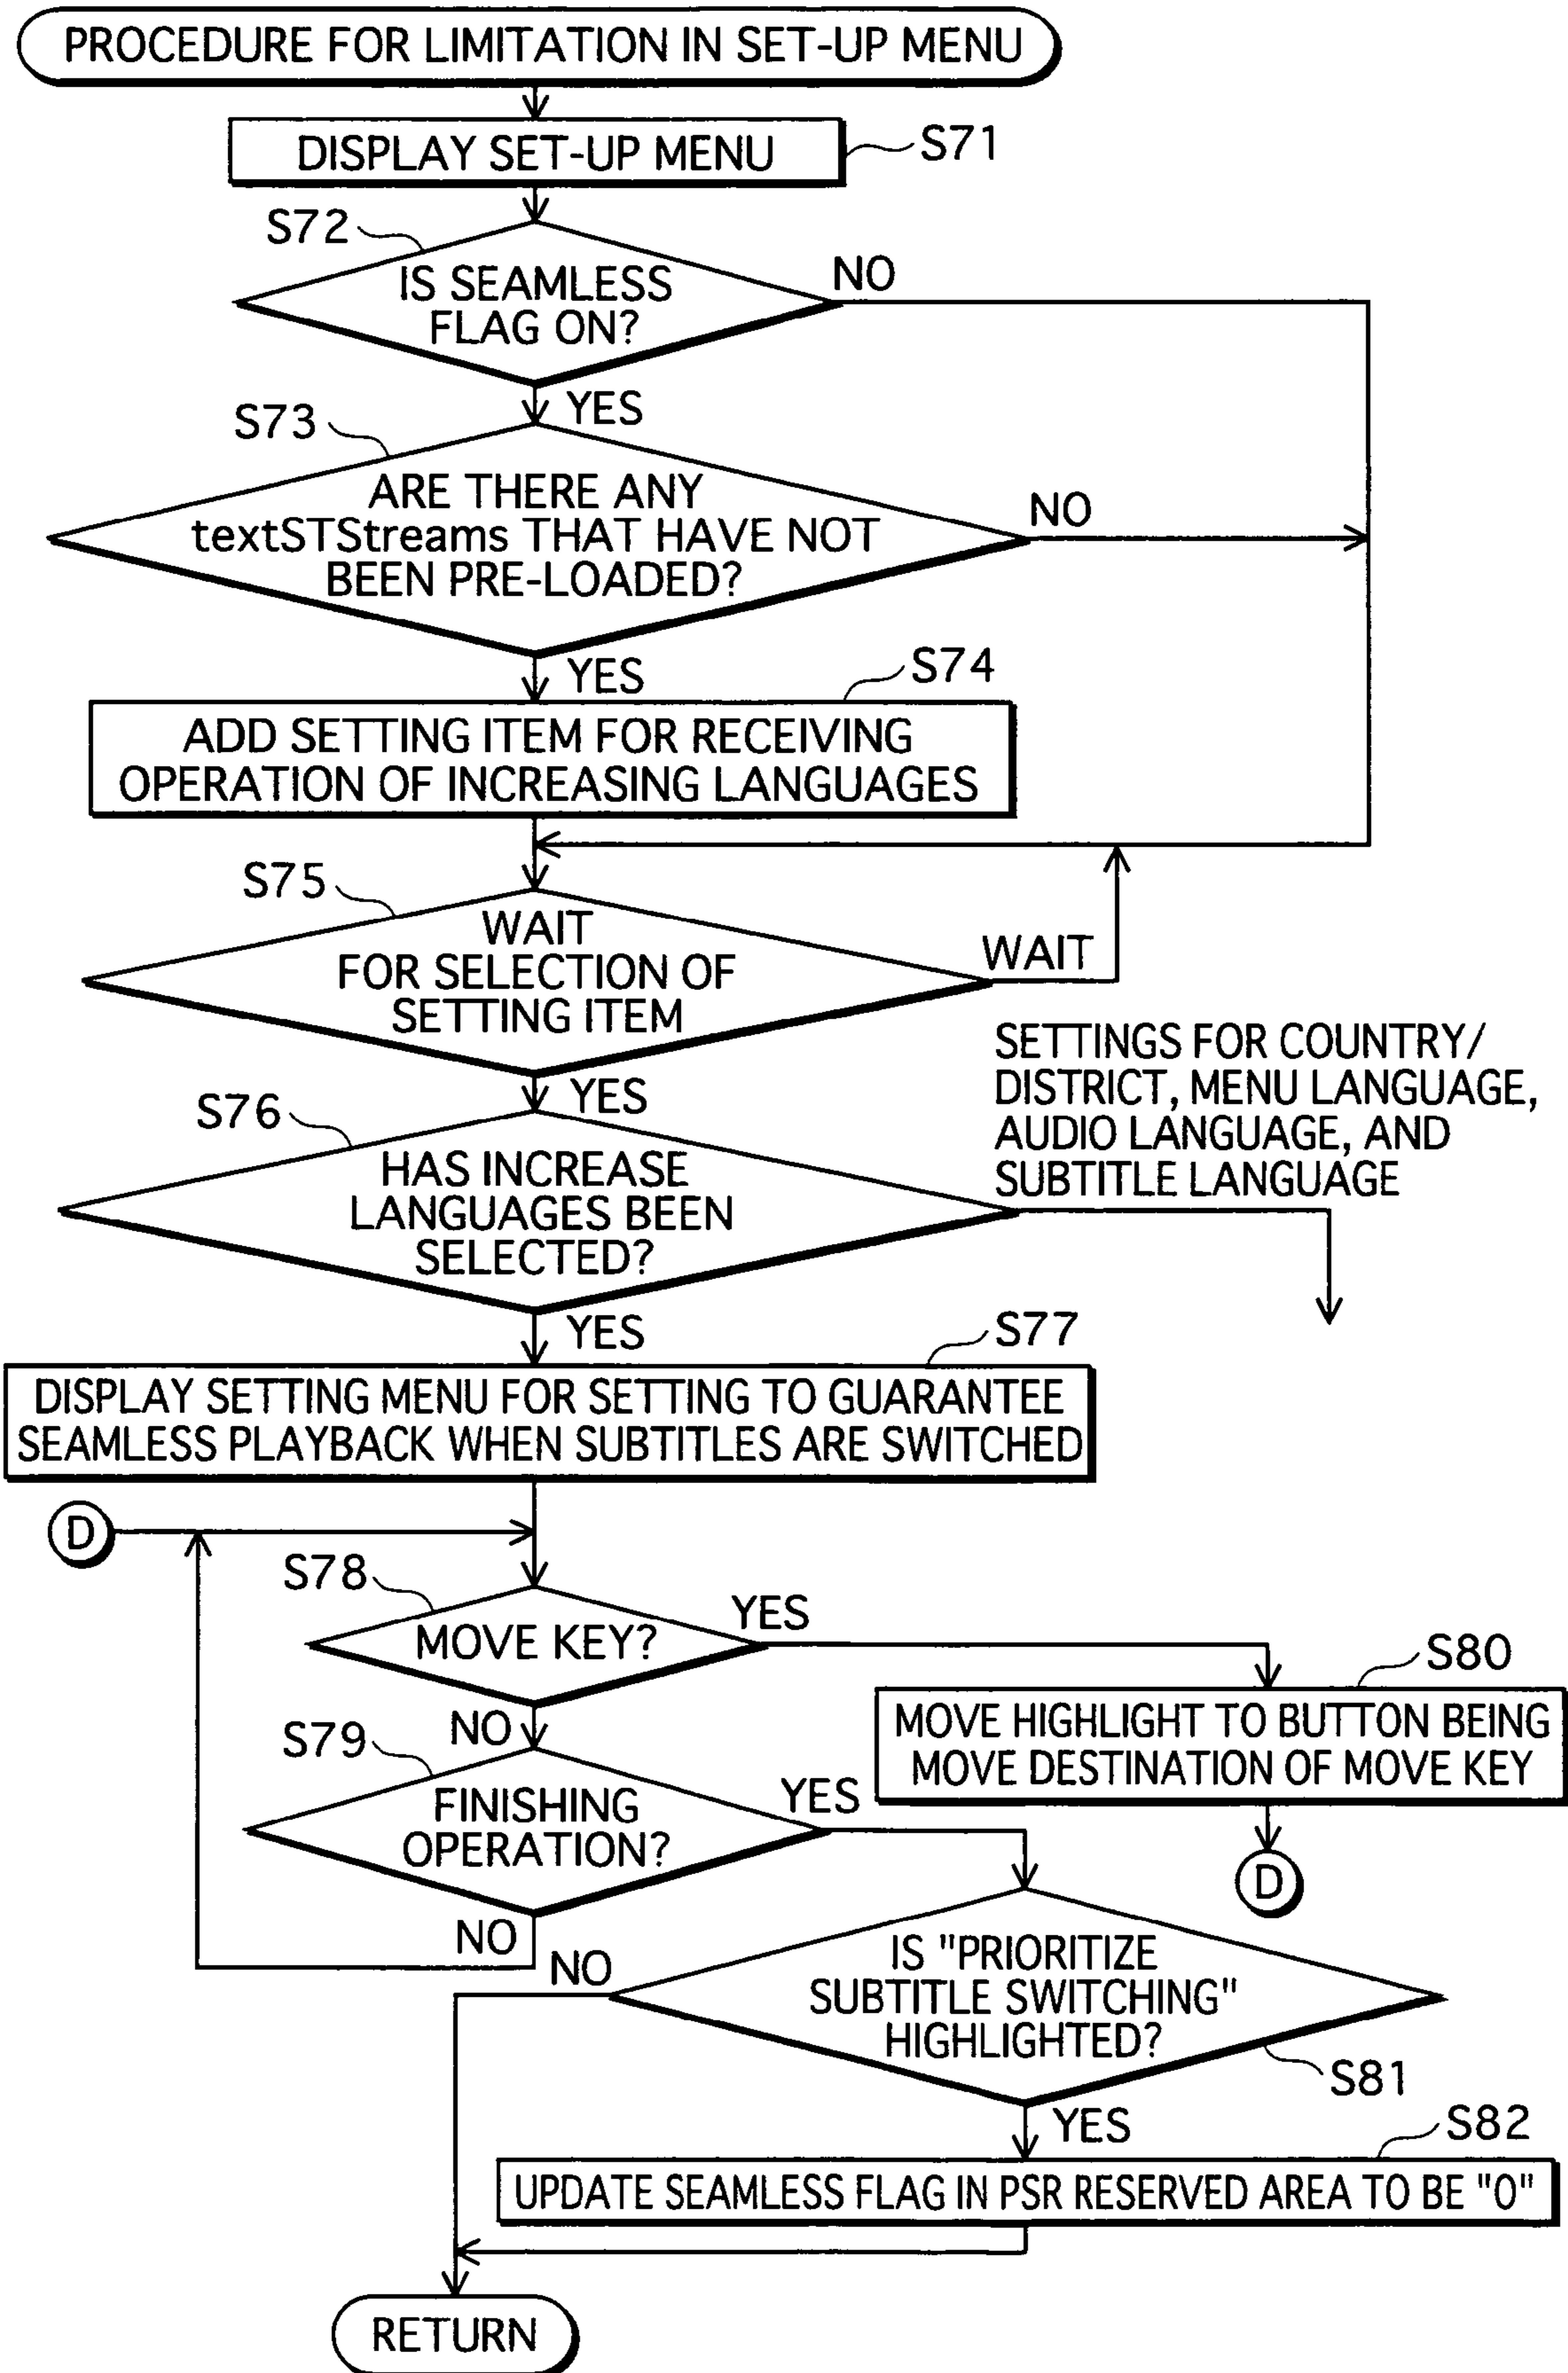 PROCEDURE FOR LIMITATION IN SET-UP MENU
DISPLAY SET-UP MENU
S71
S72
IS SEAMLESS
FLAG ON?
NO
YES
S73
ARE THERE ANY
textSTStreams THAT HAVE NOT
BEEN PRE-LOADED?
NO
YES
S74
ADD SETTING ITEM FOR RECEIVING
OPERATION OF INCREASING LANGUAGES
S75
WAIT
FOR SELECTION OF
SETTING ITEM
WAIT
YES
SETTINGS FOR COUNTRY/
DISTRICT, MENU LANGUAGE,
AUDIO LANGUAGE, AND
SUBTITLE LANGUAGE
S76
HAS INCREASE
LANGUAGES BEEN
SELECTED?
YES
S77
DISPLAY SETTING MENU FOR SETTING TO GUARANTEE
SEAMLESS PLAYBACK WHEN SUBTITLES ARE SWITCHED
D
S78
MOVE KEY?
YES
NO
S80
MOVE HIGHLIGHT TO BUTTON BEING
MOVE DESTINATION OF MOVE KEY
D
S79
FINISHING
OPERATION?
YES
NO
NO
IS "PRIORITIZE
SUBTITLE SWITCHING"
HIGHLIGHTED?
S81
YES
S82
UPDATE SEAMLESS FLAG IN PSR RESERVED AREA TO BE "0"
RETURN